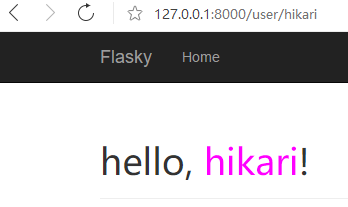 127.0.0.1:8000/user/hikari
Flasky Home
hello, hikari!